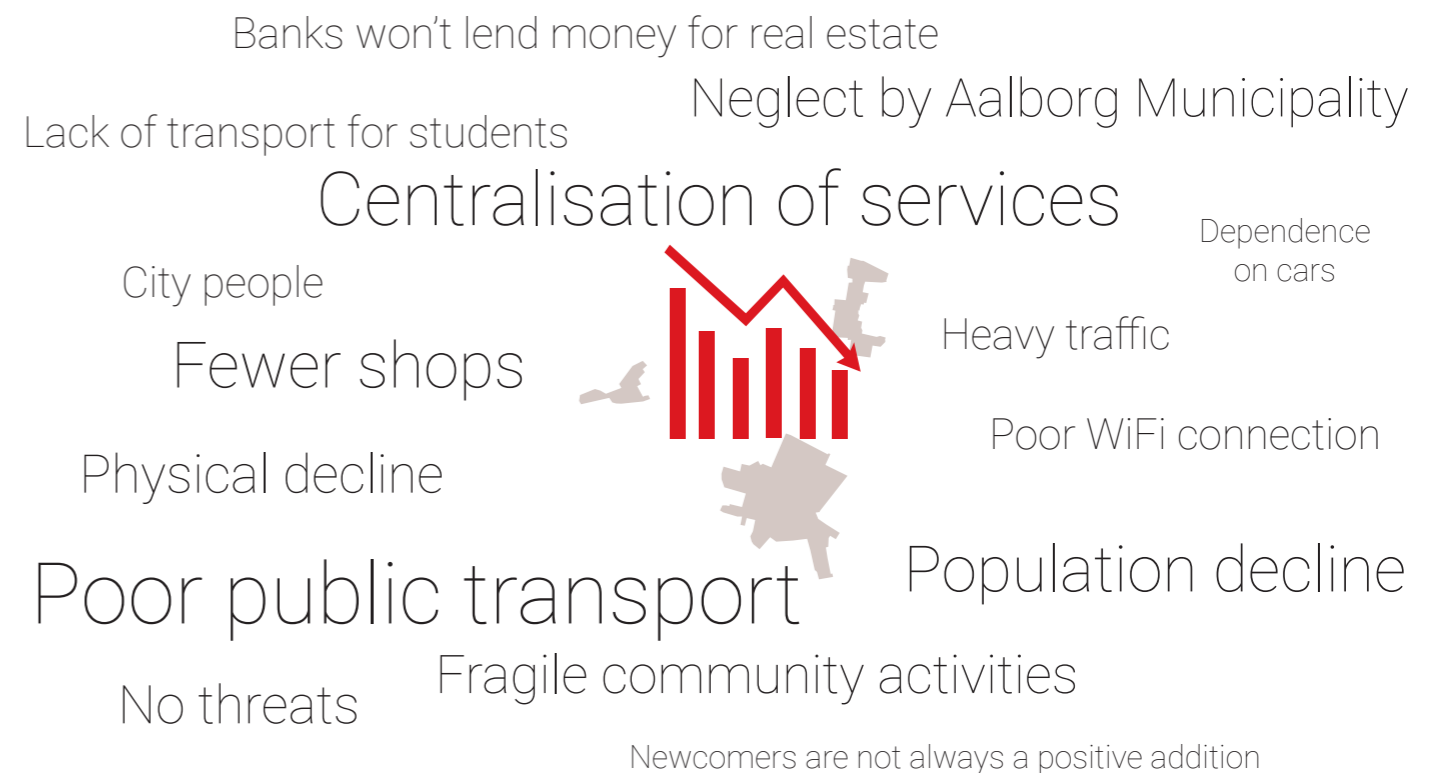 Banks won’t lend money for real estate
Neglect by Aalborg Municipality
Lack of transport for students
Centralisation of services
Dependence
on cars
City people
Heavy traffic
Fewer shops
Poor WiFi connection
Physical decline
Population decline
Poor public transport
Fragile community activities
No threats
Newcomers are not always a positive addition